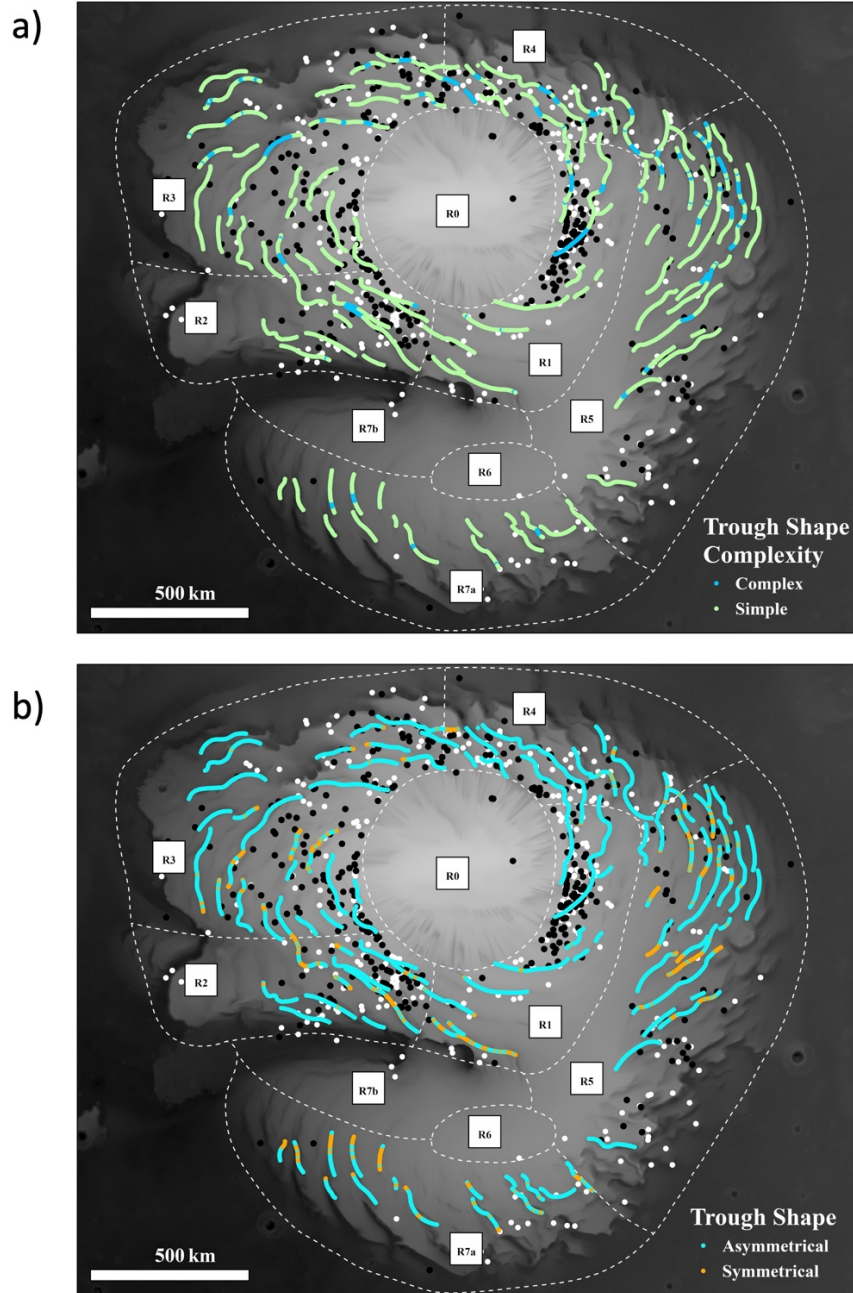 a)
R4
R3
R0
R2
R1
R7b
R5
R6
Trough Shape
Complexity
Complex
Simple
R7a
500 km
b)
R4
R3
R0
R2
R1
R7b
R5
R6
Trough Shape
Asymmetrical
Symmetrical
R7a
500 km